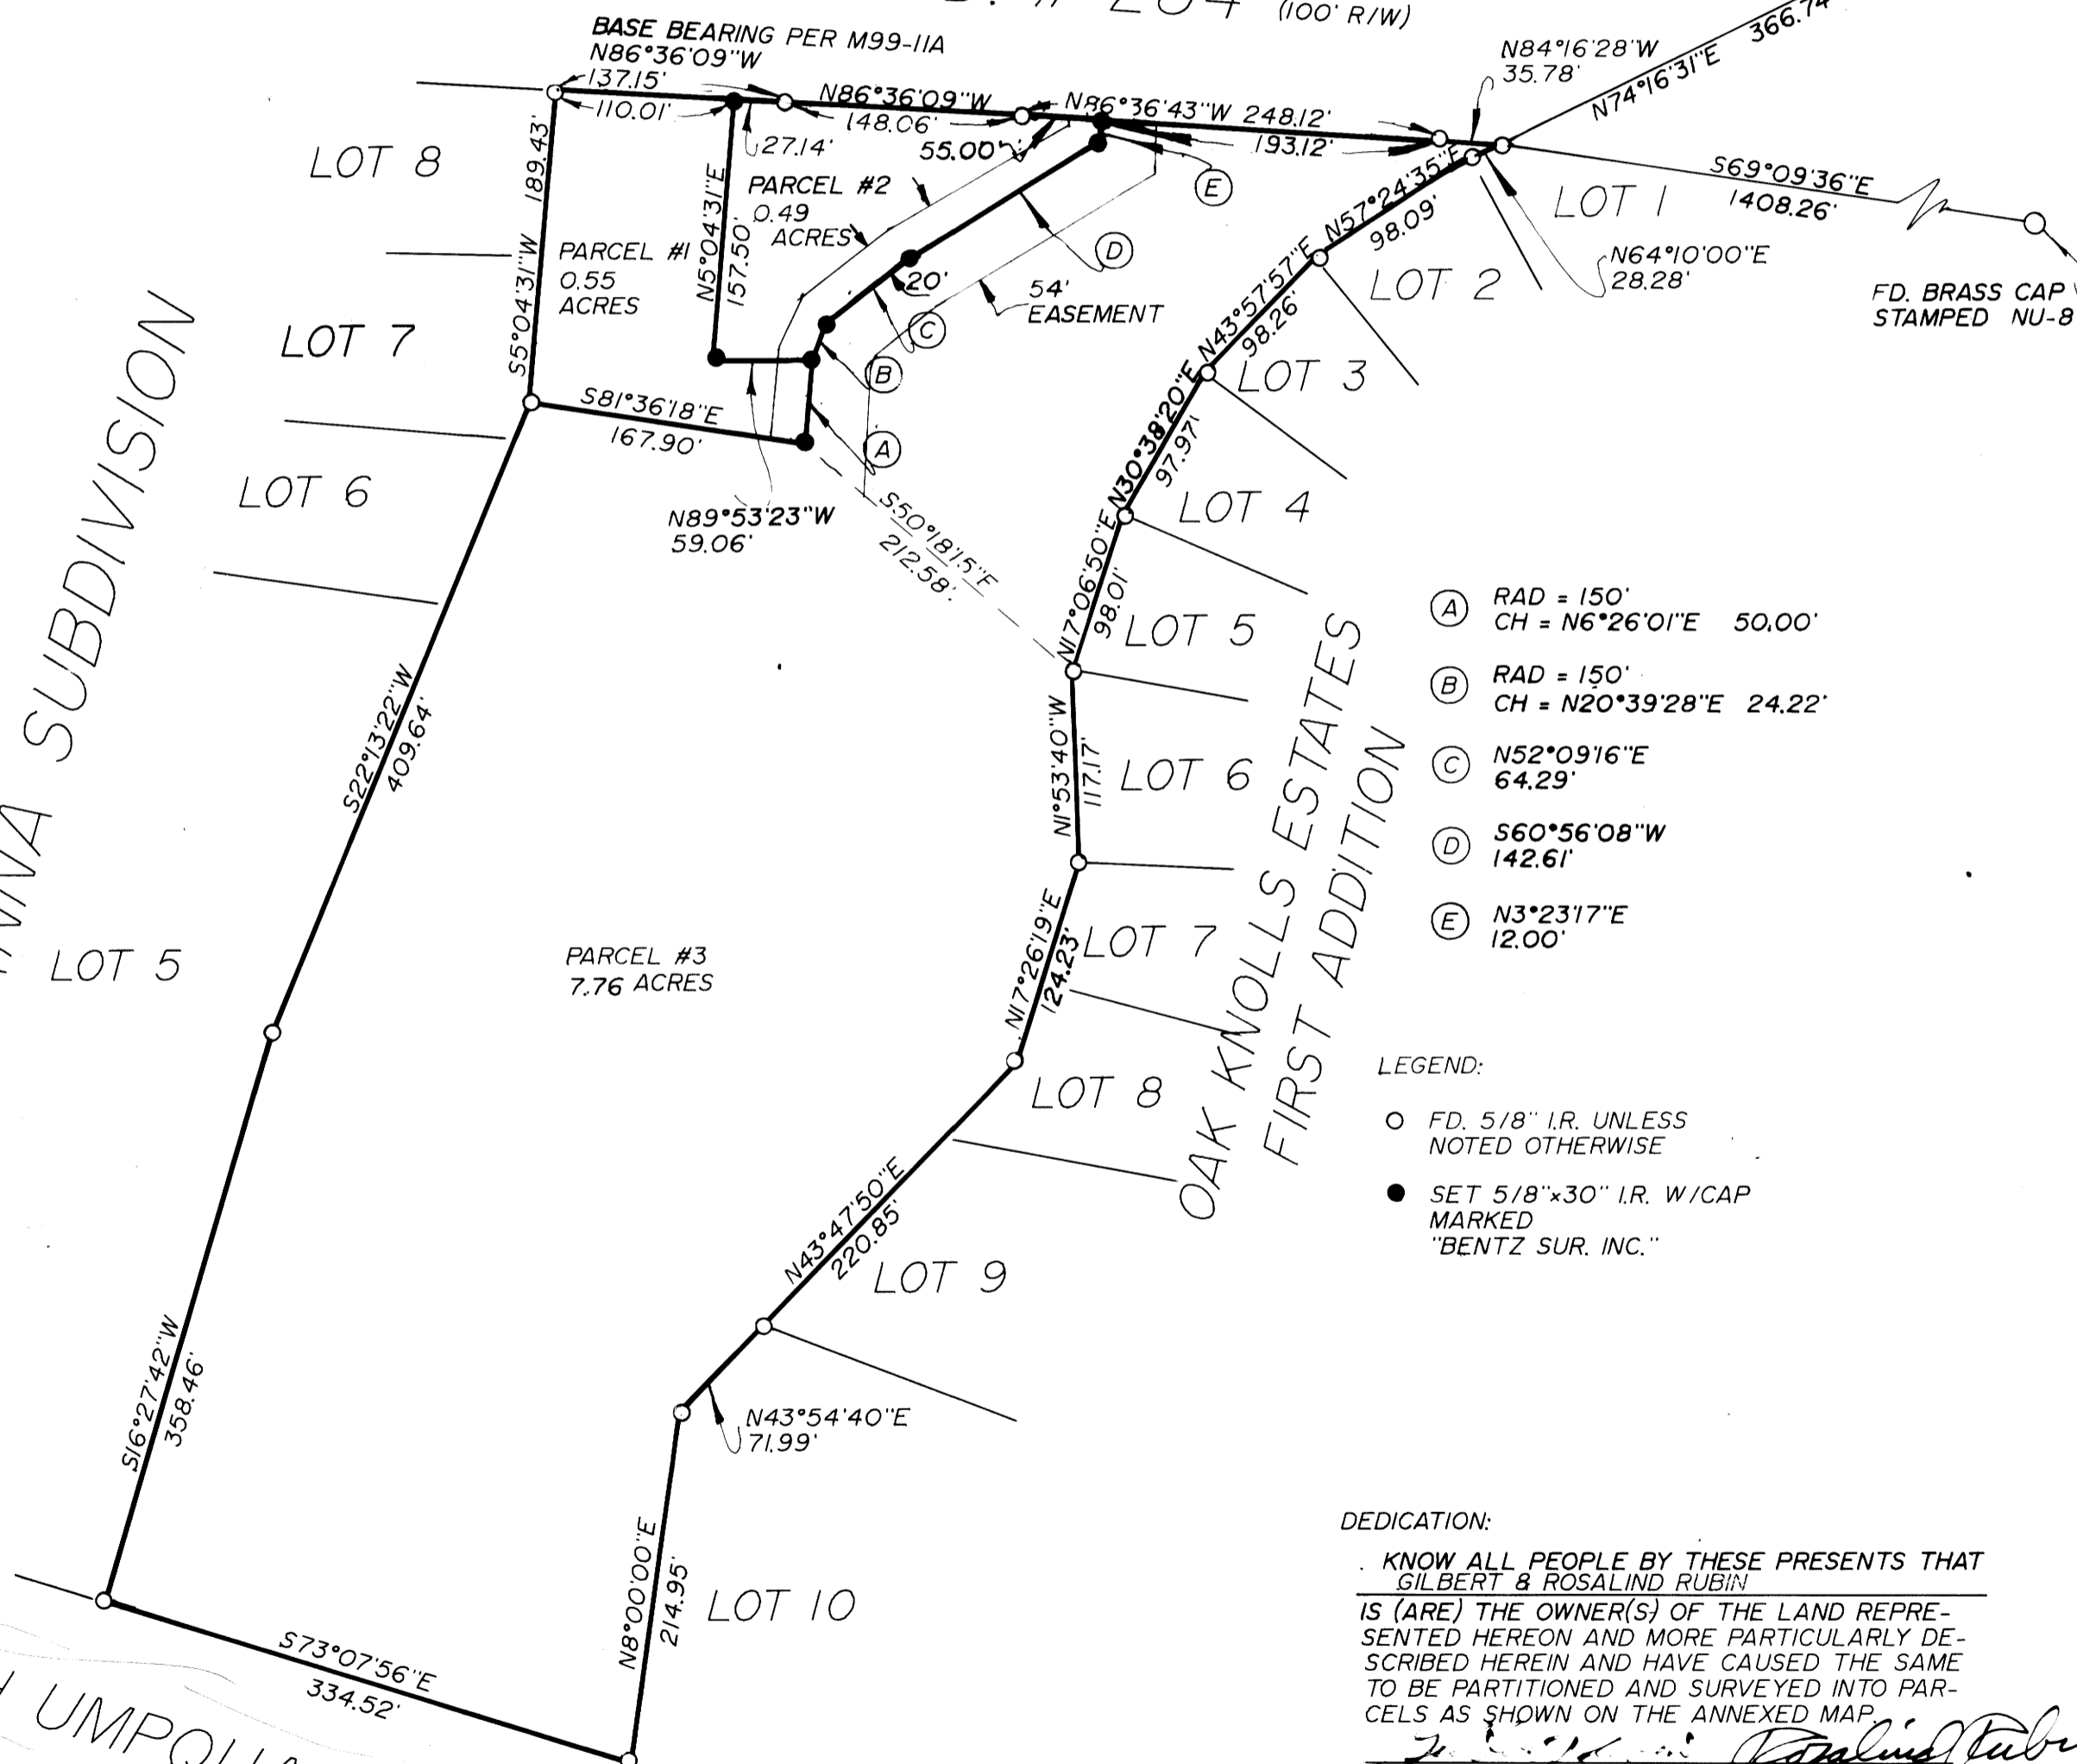 (100' R/W)
BASE BEARING PER M99-11A
N86°36'09"W
137.15'
110.01'
27.14'
N86°36'09"W
148.06'
N86°36'43"W 248.12'
55.00'
193.12'
N84°16'28"W
35.78'
N74°16'31"E
S69°09'36"E
1408.26'
N64°10'00"E
28.28'
FD. BRASS CAP
STAMPED NU-8
LOT 8
LOT 7
LOT 6
LOT 5
S5°04'31"W 189.43'
PARCEL #1
0.55
ACRES
N5°04'31"E
157.50'
PARCEL #2
0.49
ACRES
20'
54'
EASEMENT
A
B
C
D
E
S81°36'18"E
167.90'
N89°53'23"W
59.06'
S50°18'15"E
212.58'
LOT 1
LOT 2
LOT 3
LOT 4
LOT 5
LOT 6
LOT 7
LOT 8
LOT 9
LOT 10
N57°24'35"E
98.09'
N43°57'57"E
98.26'
N30°38'20"E
97.97'
N17°06'50"E
98.01'
N1°53'40"W
117.17'
N17°26'19"E
124.23'
N43°47'50"E
220.85'
N43°54'40"E
71.99'
N8°00'00"E
214.95'
S73°07'56"E
334.52'
S16°27'42"W
358.46'
S22°13'22"W
409.64'
PARCEL #3
7.76 ACRES
SUBDIVISION
OAK KNOLLS ESTATES
FIRST ADDITION
A RAD = 150'
CH = N6°26'01"E 50.00'
B RAD = 150'
CH = N20°39'28"E 24.22'
C N52°09'16"E
64.29'
D S60°56'08"W
142.61'
E N3°23'17"E
12.00'
LEGEND:
FD. 5/8" I.R. UNLESS
NOTED OTHERWISE
SET 5/8"x30" I.R. W/CAP
MARKED
"BENTZ SUR. INC."
DEDICATION:
KNOW ALL PEOPLE BY THESE PRESENTS THAT
GILBERT & ROSALIND RUBIN
IS (ARE) THE OWNER(S) OF THE LAND REPRE-
SENTED HEREON AND MORE PARTICULARLY DE-
SCRIBED HEREIN AND HAVE CAUSED THE SAME
TO BE PARTITIONED AND SURVEYED INTO PAR-
CELS AS SHOWN ON THE ANNEXED MAP.
Rosalind